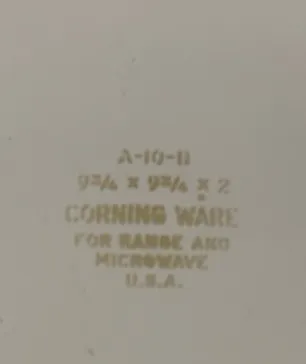 A-10-B
9¾ x 9¾ x 2
CORNING WARE
FOR RANGE AND
MICROWAVE
U.S.A.